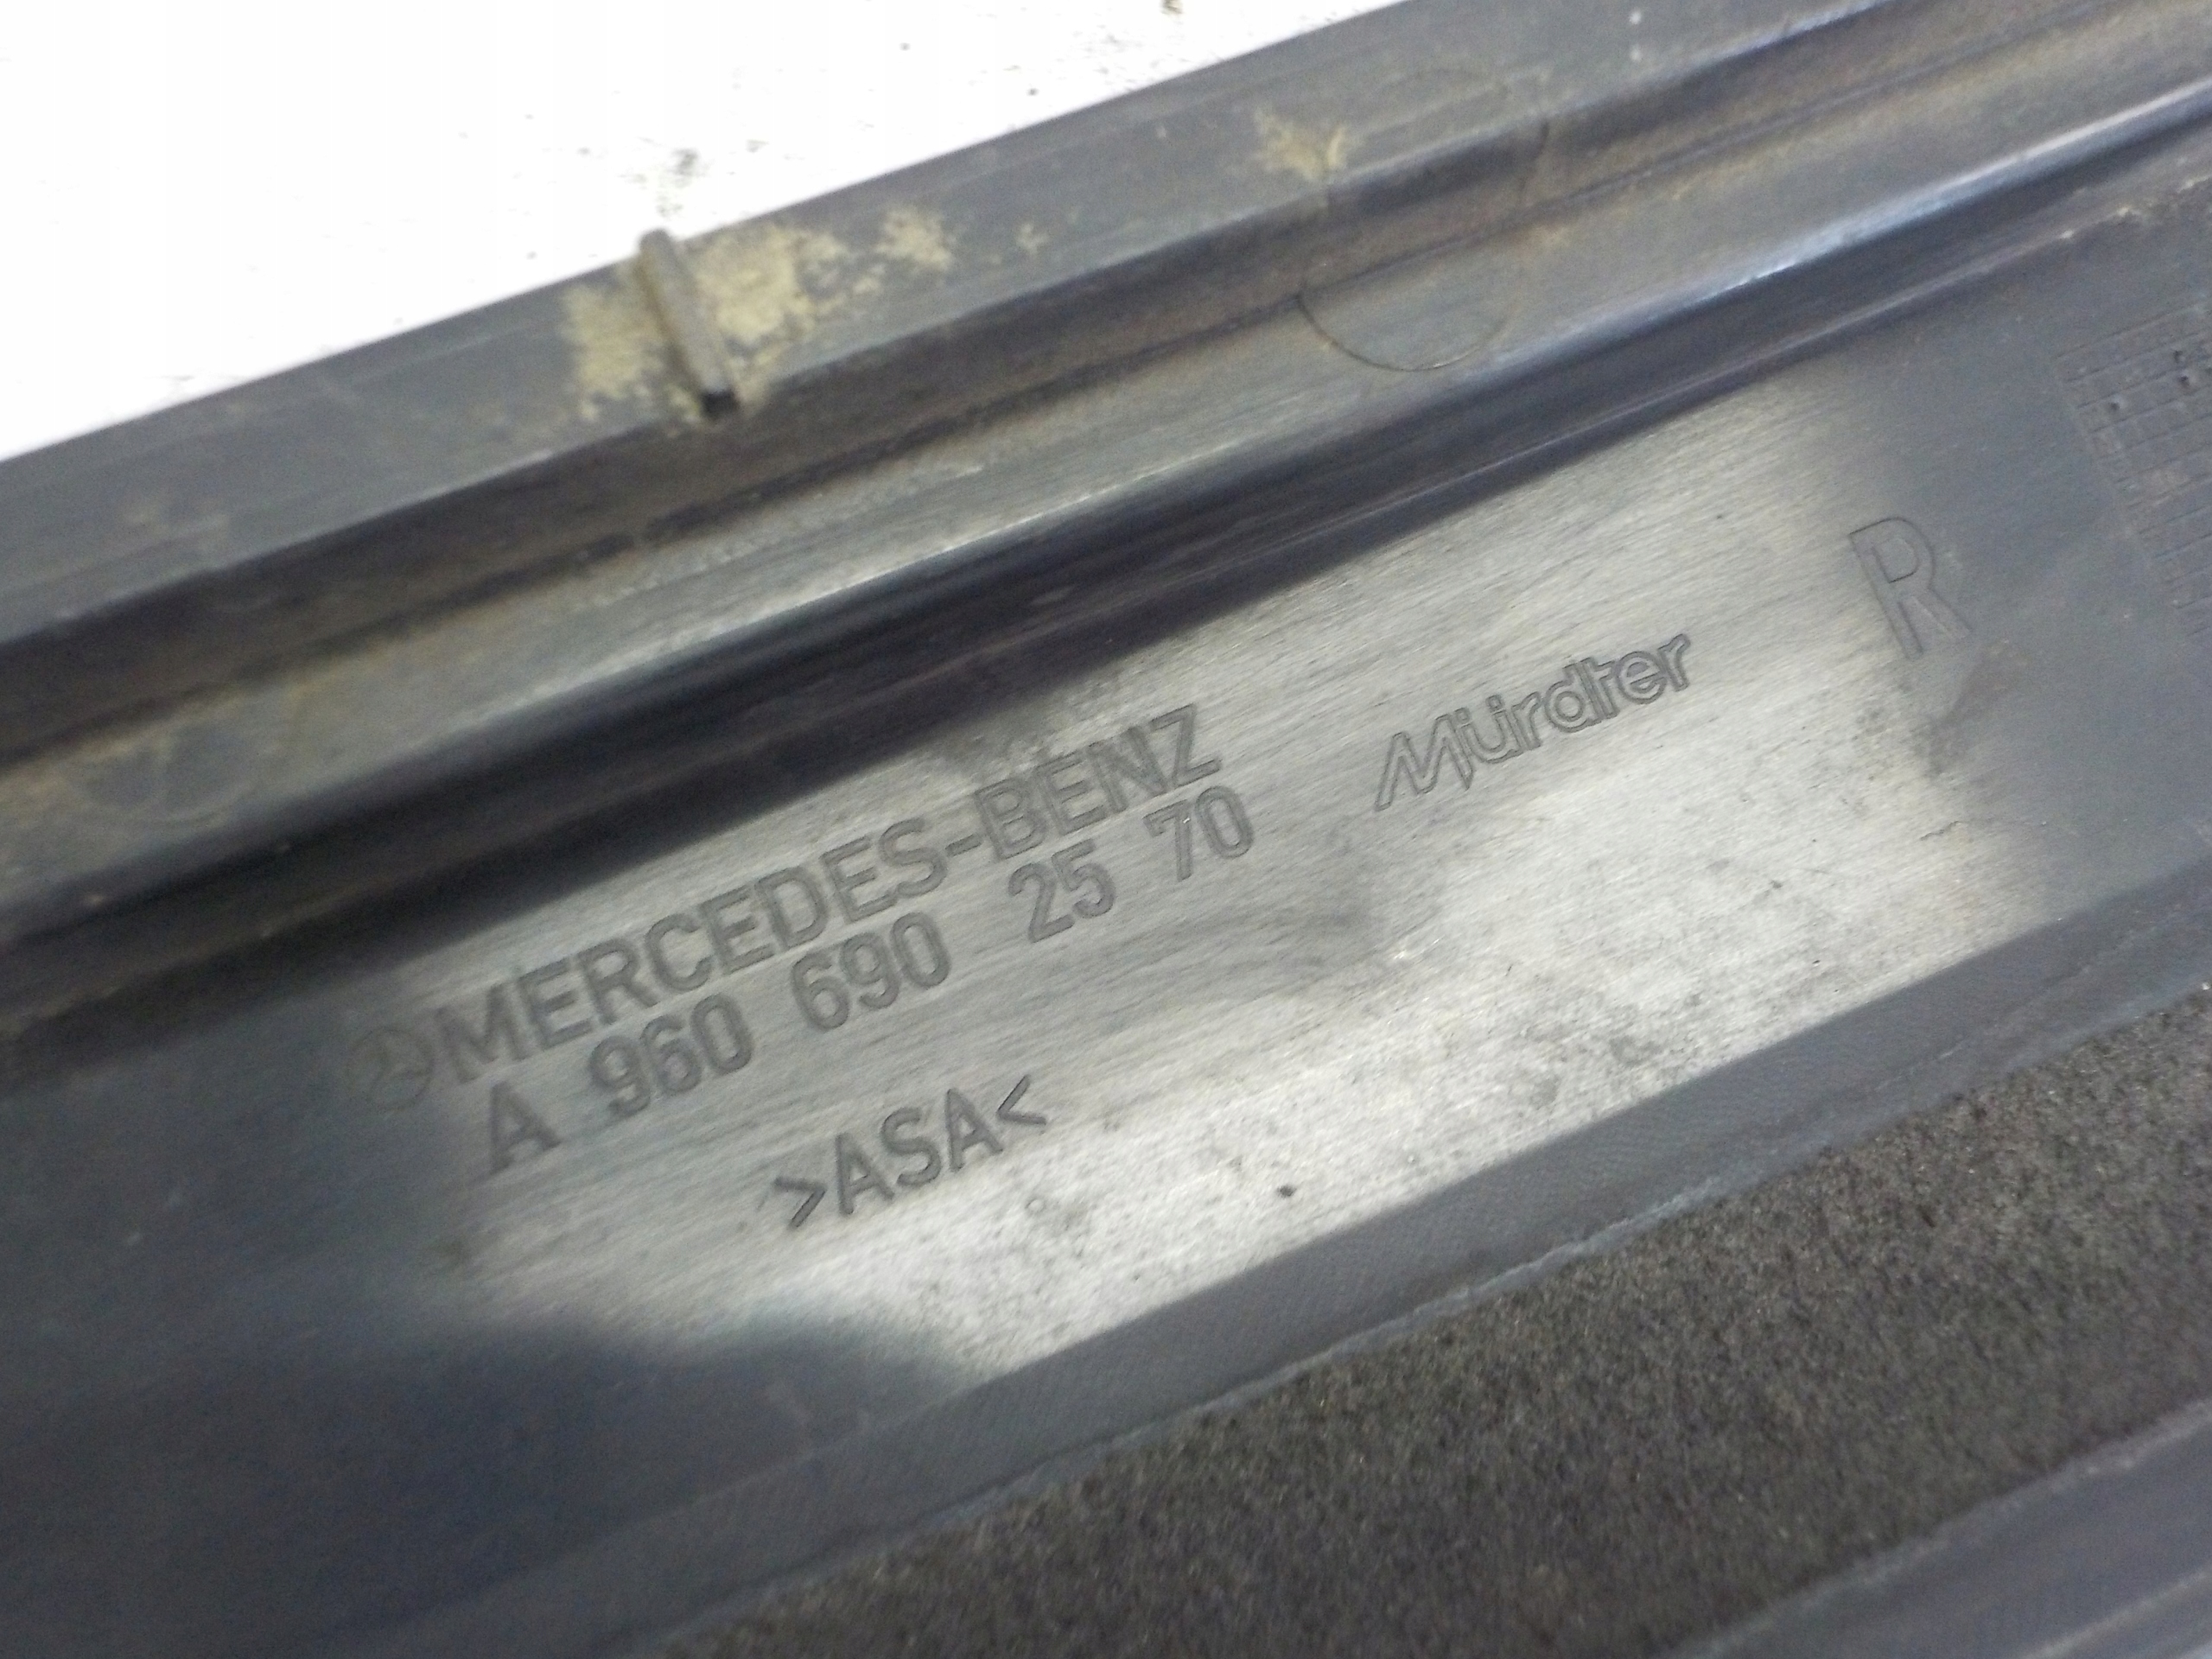 MERCEDES-BENZ
A 960 690 25 70
>ASA<
Mürdter
R